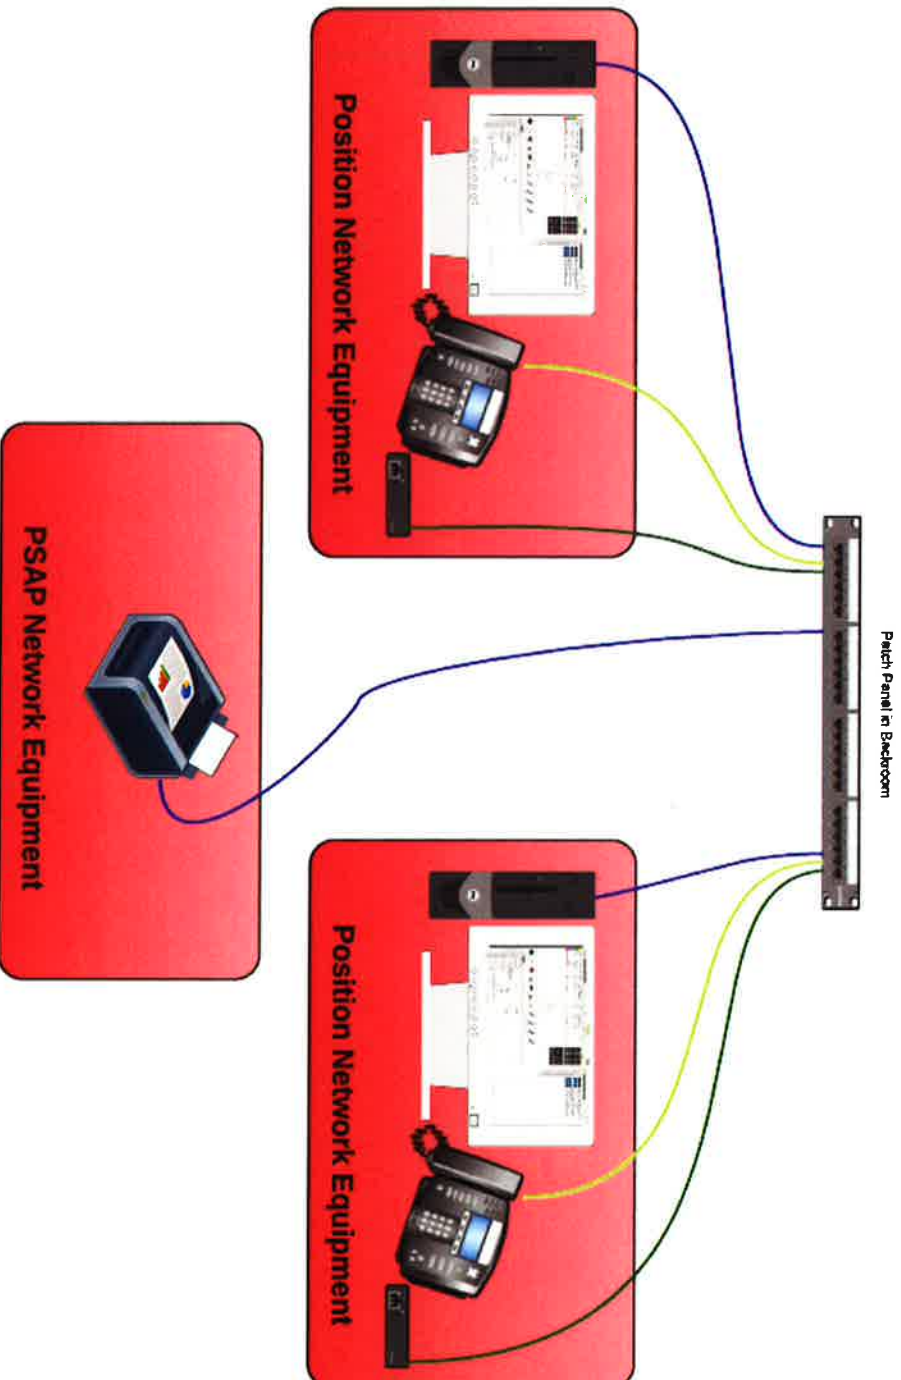 Patch Panel in Backroom
Position Network Equipment
Position Network Equipment
PSAP Network Equipment